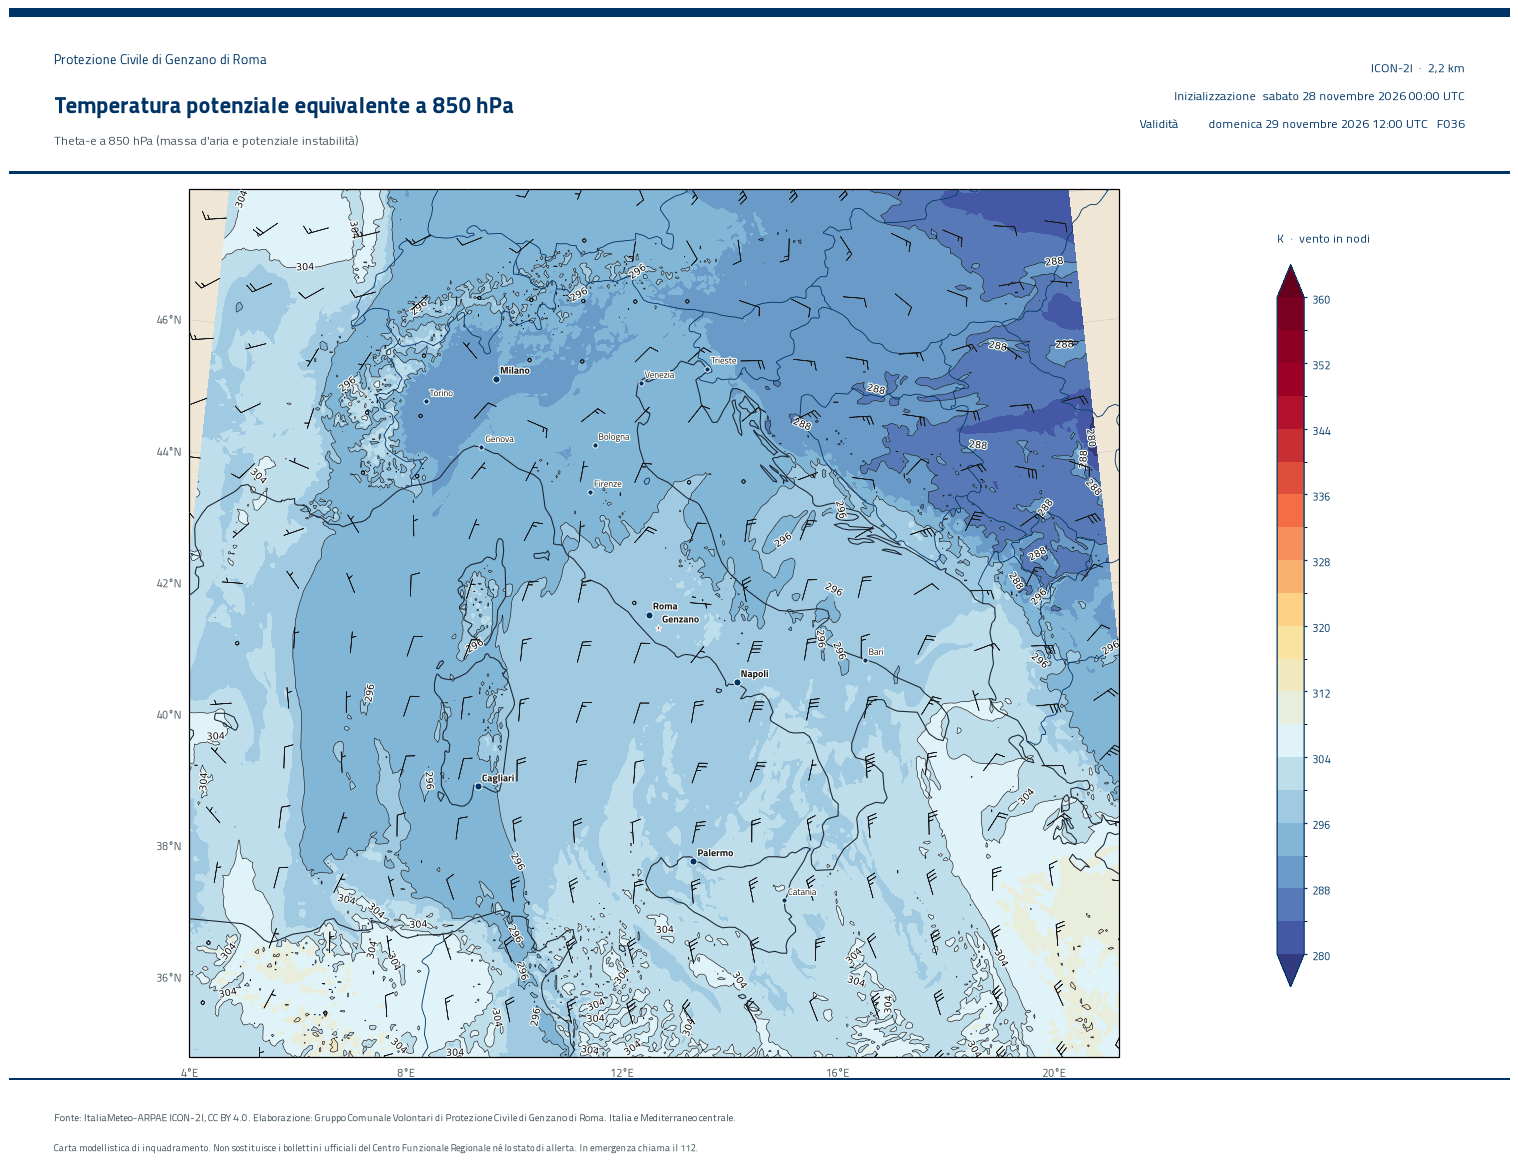 Protezione Civile di Genzano di Roma
Temperatura potenziale equivalente a 850 hPa
Theta-e a 850 hPa (massa d'aria e potenziale instabilità)
ICON-2I · 2,2 km
Inizializzazione sabato 28 novembre 2026 00:00 UTC
Validità domenica 29 novembre 2026 12:00 UTC F036
K · vento in nodi
360
352
344
336
328
320
312
304
296
288
280
46°N
44°N
42°N
40°N
38°N
36°N
4°E
8°E
12°E
16°E
20°E
Milano
Torino
Venezia
Trieste
Genova
Bologna
Firenze
Roma
Genzano
Napoli
Bari
Cagliari
Palermo
Catania
Fonte: ItaliaMeteo-ARPAE ICON-2I, CC BY 4.0. Elaborazione: Gruppo Comunale Volontari di Protezione Civile di Genzano di Roma. Italia e Mediterraneo centrale.
Carta modellistica di inquadramento. Non sostituisce i bollettini ufficiali del Centro Funzionale Regionale né lo stato di allerta. In emergenza chiama il 112.